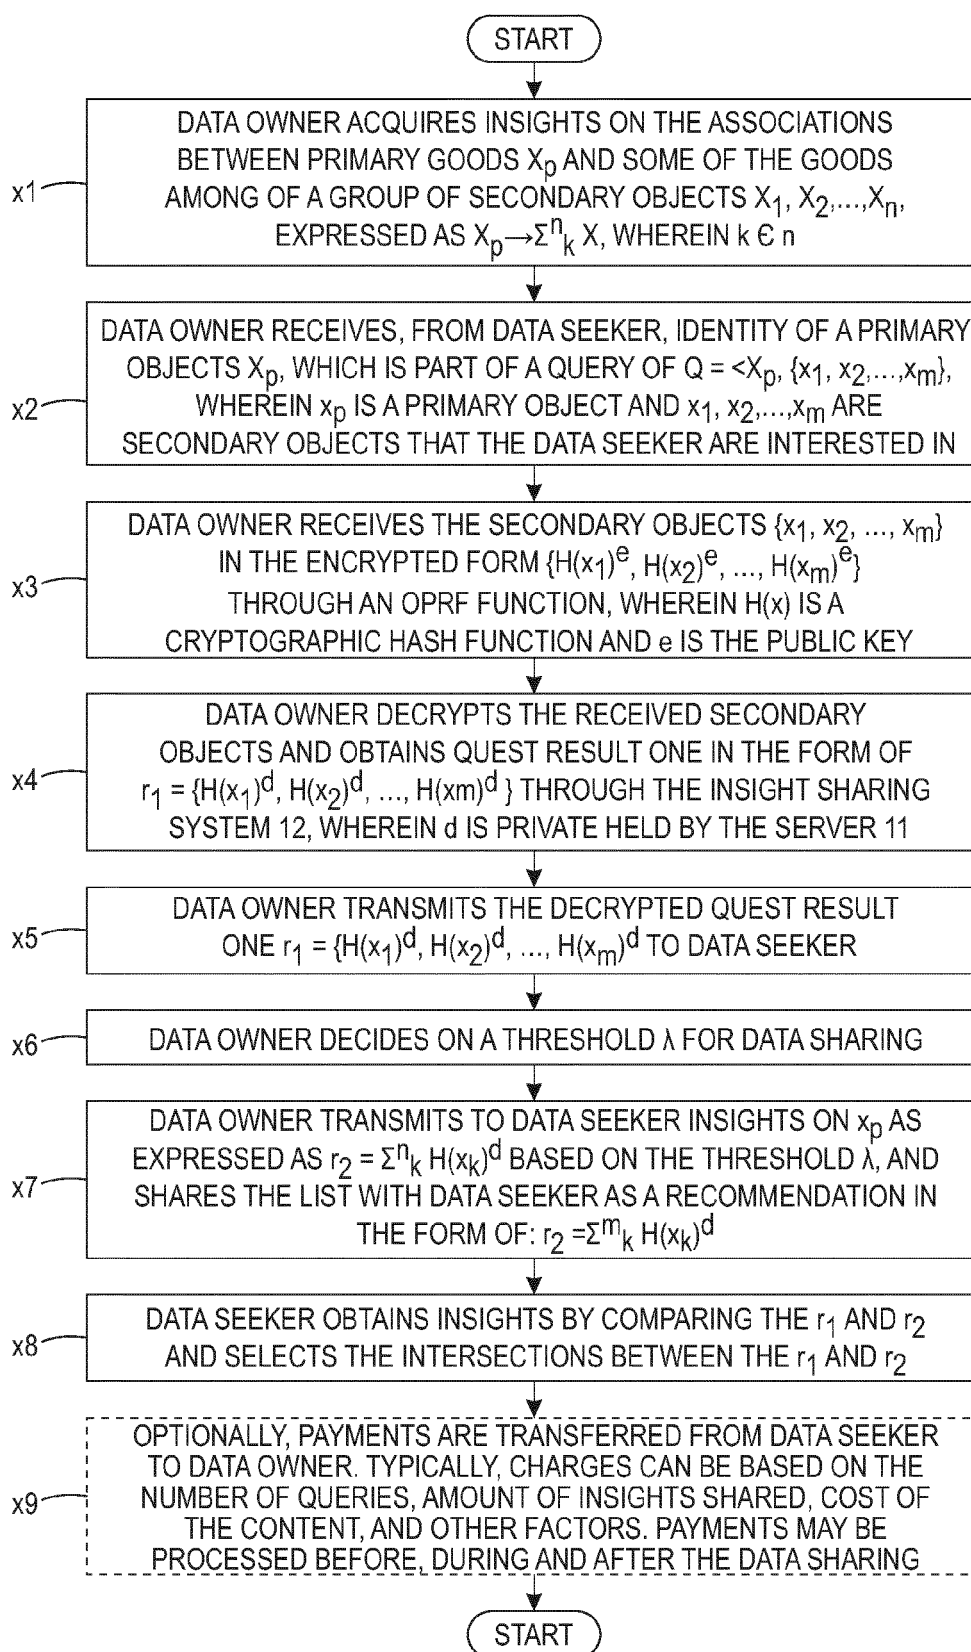 START
x1
DATA OWNER ACQUIRES INSIGHTS ON THE ASSOCIATIONS
BETWEEN PRIMARY GOODS Xp AND SOME OF THE GOODS
AMONG OF A GROUP OF SECONDARY OBJECTS X1, X2,...,Xn,
EXPRESSED AS Xp→Σ^n_k X, WHEREIN k Є n
x2
DATA OWNER RECEIVES, FROM DATA SEEKER, IDENTITY OF A PRIMARY
OBJECTS Xp, WHICH IS PART OF A QUERY OF Q = <Xp, {x1, x2,...,xm},
WHEREIN xp IS A PRIMARY OBJECT AND x1, x2,...,xm ARE
SECONDARY OBJECTS THAT THE DATA SEEKER ARE INTERESTED IN
x3
DATA OWNER RECEIVES THE SECONDARY OBJECTS {x1, x2, ..., xm}
IN THE ENCRYPTED FORM {H(x1)^e, H(x2)^e, ..., H(xm)^e}
THROUGH AN OPRF FUNCTION, WHEREIN H(x) IS A
CRYPTOGRAPHIC HASH FUNCTION AND e IS THE PUBLIC KEY
x4
DATA OWNER DECRYPTS THE RECEIVED SECONDARY
OBJECTS AND OBTAINS QUEST RESULT ONE IN THE FORM OF
r1 = {H(x1)^d, H(x2)^d, ..., H(xm)^d } THROUGH THE INSIGHT SHARING
SYSTEM 12, WHEREIN d IS PRIVATE HELD BY THE SERVER 11
x5
DATA OWNER TRANSMITS THE DECRYPTED QUEST RESULT
ONE r1 = {H(x1)^d, H(x2)^d, ..., H(xm)^d TO DATA SEEKER
x6
DATA OWNER DECIDES ON A THRESHOLD λ FOR DATA SHARING
x7
DATA OWNER TRANSMITS TO DATA SEEKER INSIGHTS ON xp AS
EXPRESSED AS r2 = Σ^n_k H(xk)^d BASED ON THE THRESHOLD λ, AND
SHARES THE LIST WITH DATA SEEKER AS A RECOMMENDATION IN
THE FORM OF: r2 =Σ^m_k H(xk)^d
x8
DATA SEEKER OBTAINS INSIGHTS BY COMPARING THE r1 AND r2
AND SELECTS THE INTERSECTIONS BETWEEN THE r1 AND r2
x9
OPTIONALLY, PAYMENTS ARE TRANSFERRED FROM DATA SEEKER
TO DATA OWNER. TYPICALLY, CHARGES CAN BE BASED ON THE
NUMBER OF QUERIES, AMOUNT OF INSIGHTS SHARED, COST OF
THE CONTENT, AND OTHER FACTORS. PAYMENTS MAY BE
PROCESSED BEFORE, DURING AND AFTER THE DATA SHARING
START